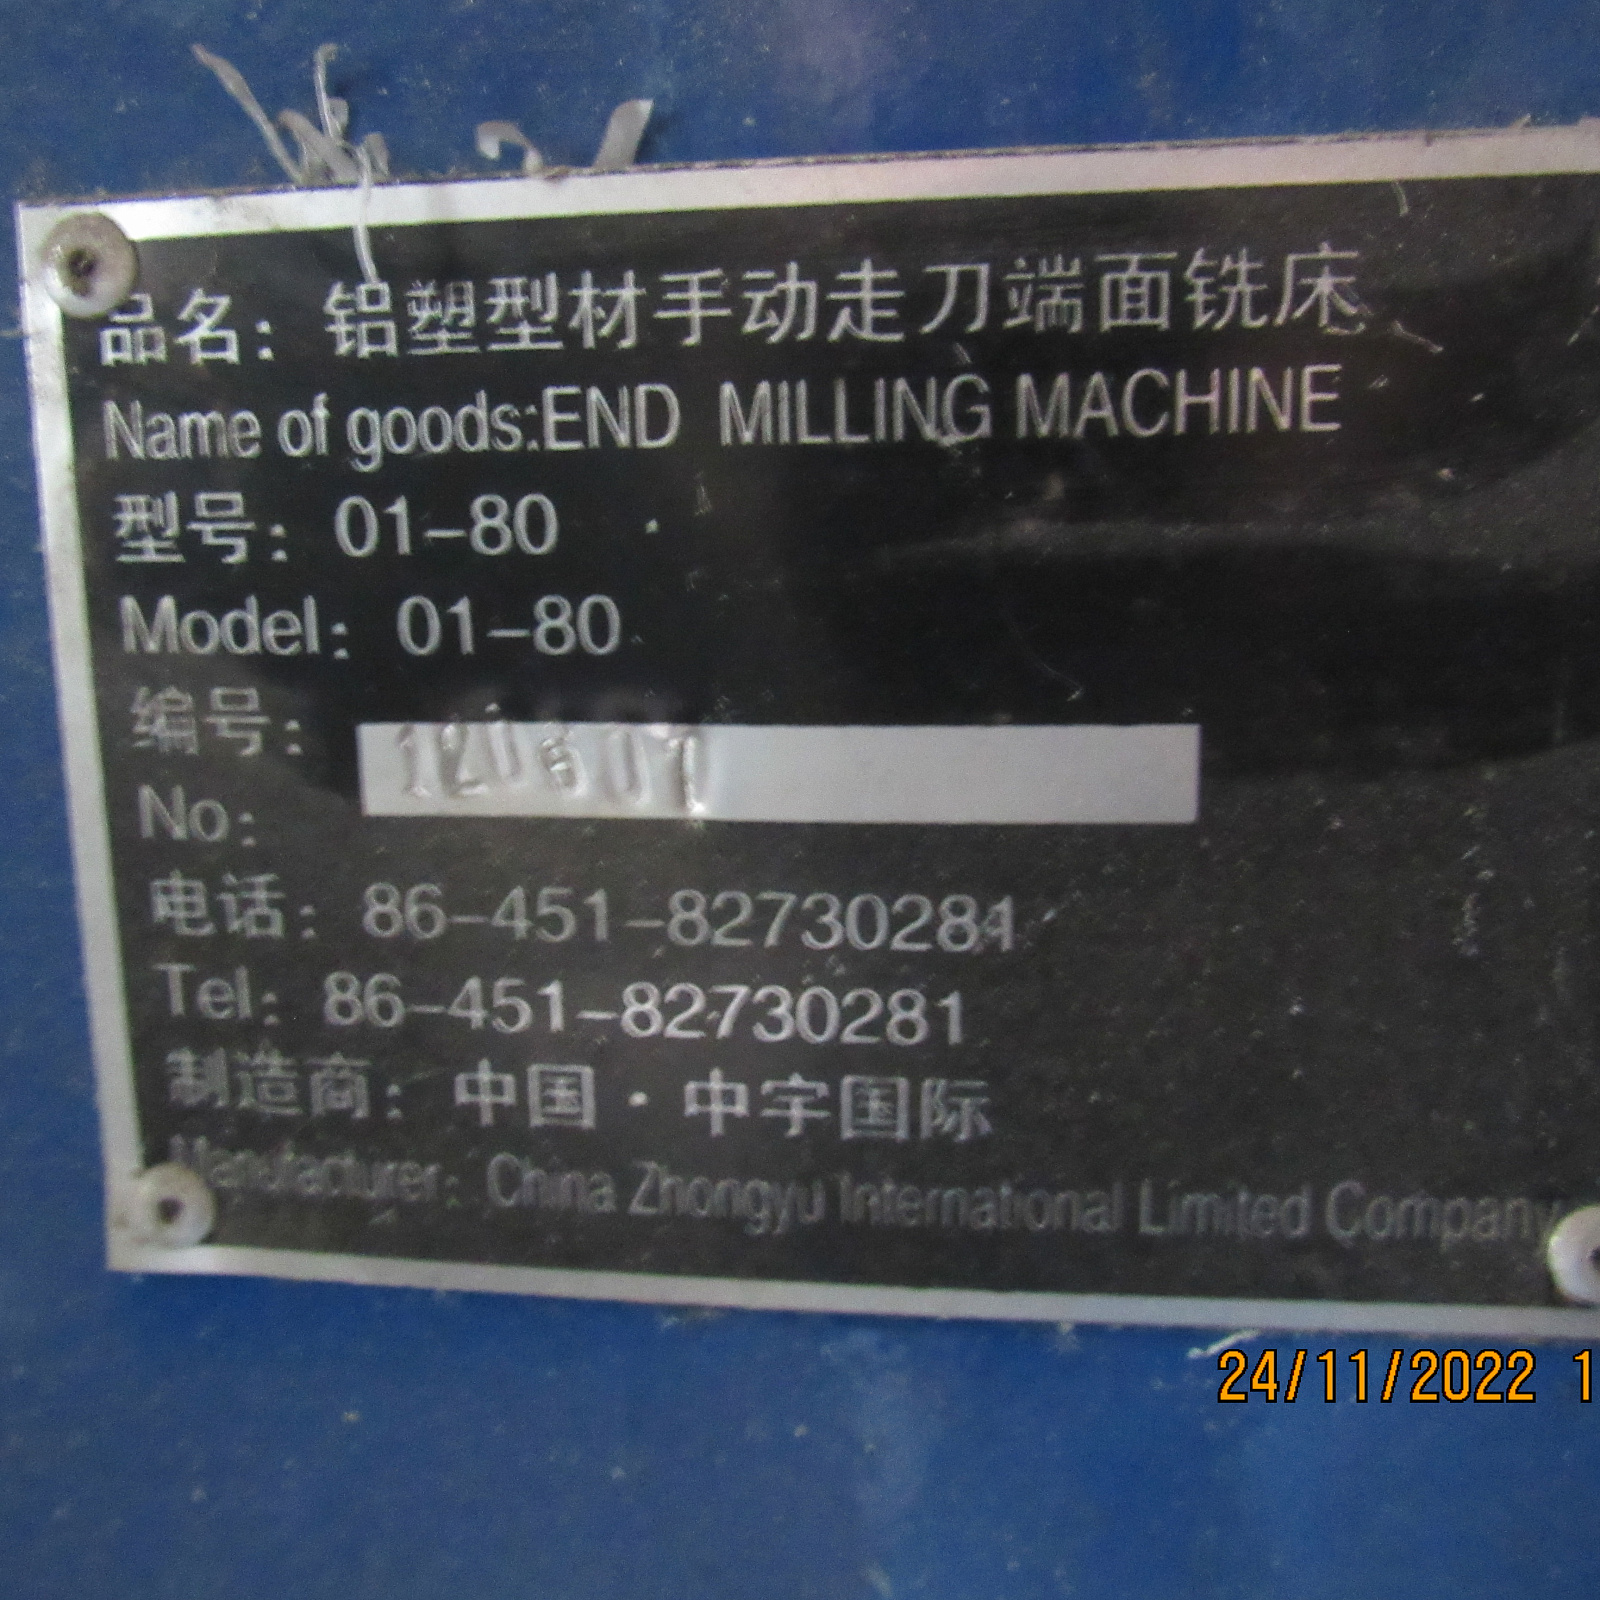 品名：铝塑型材手动走刀端面铣床
Name of goods:END MILLING MACHINE
型号：01-80
Model：01-80
编号：
120601
No：
电话：86-451-82730281
Tel：86-451-82730281
制造商：中国·中宇国际
Manufacturer：China Zhongyu International Limited Company
24/11/2022 1